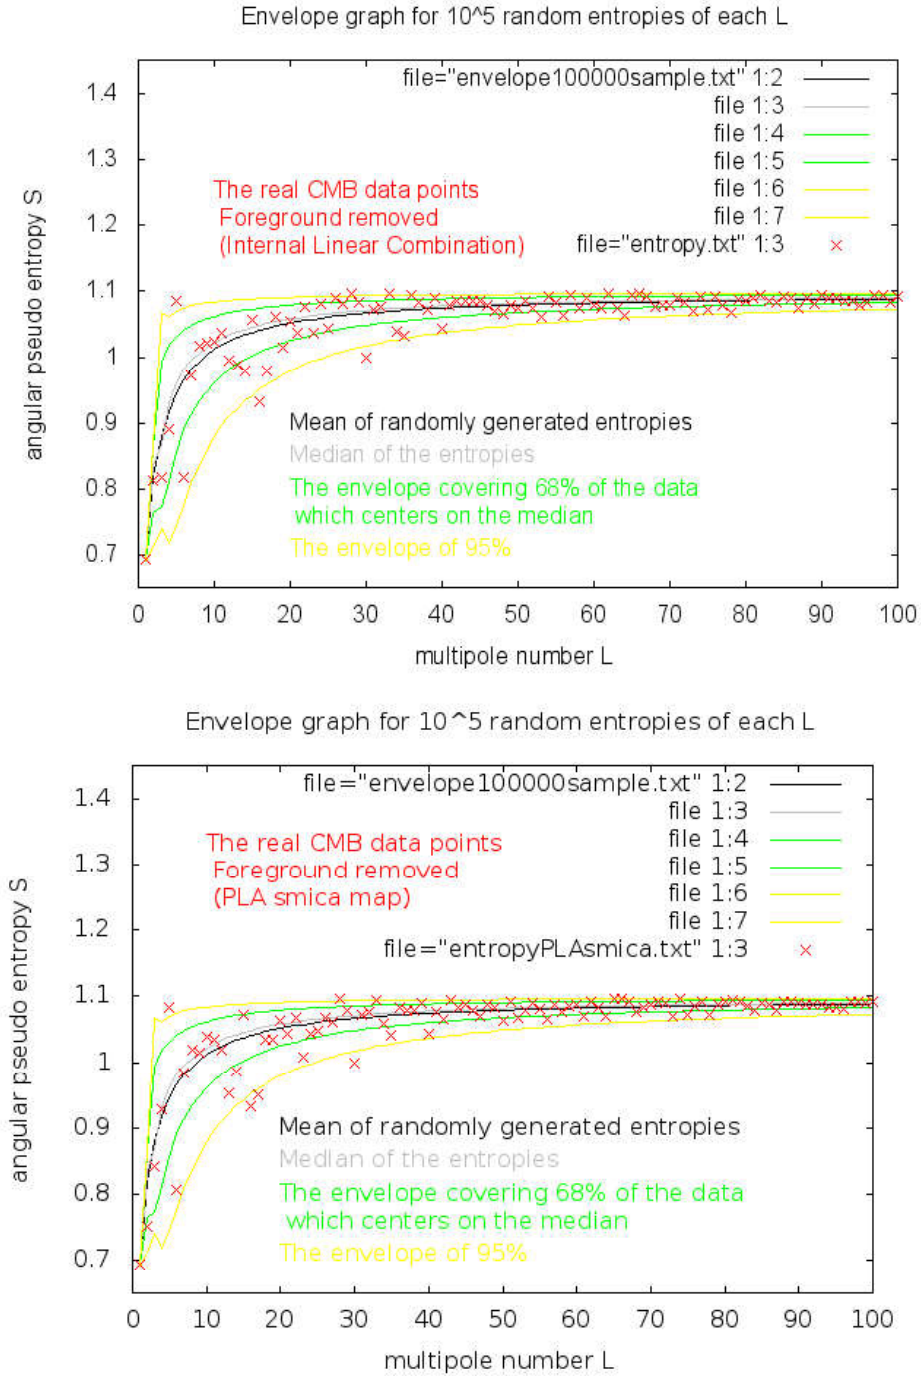 Envelope graph for 10^5 random entropies of each L
file="envelope100000sample.txt" 1:2
file 1:3
file 1:4
file 1:5
file 1:6
file 1:7
file="entropy.txt" 1:3
The real CMB data points
Foreground removed
(Internal Linear Combination)
Mean of randomly generated entropies
Median of the entropies
The envelope covering 68% of the data
which centers on the median
The envelope of 95%
angular pseudo entropy S
1.4
1.3
1.2
1.1
1
0.9
0.8
0.7
0 10 20 30 40 50 60 70 80 90 100
multipole number L
Envelope graph for 10^5 random entropies of each L
file="envelope100000sample.txt" 1:2
file 1:3
file 1:4
file 1:5
file 1:6
file 1:7
file="entropyPLAsmica.txt" 1:3
The real CMB data points
Foreground removed
(PLA smica map)
Mean of randomly generated entropies
Median of the entropies
The envelope covering 68% of the data
which centers on the median
The envelope of 95%
angular pseudo entropy S
1.4
1.3
1.2
1.1
1
0.9
0.8
0.7
0 10 20 30 40 50 60 70 80 90 100
multipole number L